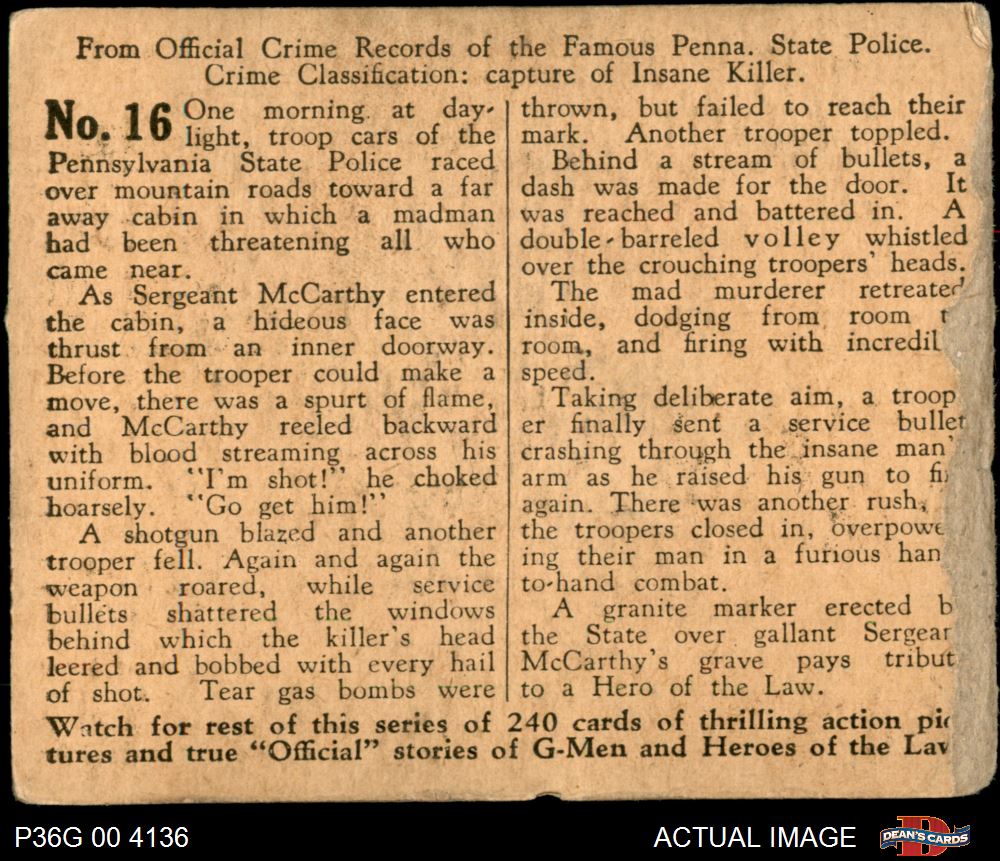 From Official Crime Records of the Famous Penna. State Police.
Crime Classification: capture of Insane Killer.
No. 16 One morning at day-
light, troop cars of the
Pennsylvania State Police raced
over mountain roads toward a far
away cabin in which a madman
had been threatening all who
came near.
As Sergeant McCarthy entered
the cabin, a hideous face was
thrust from an inner doorway.
Before the trooper could make a
move, there was a spurt of flame,
and McCarthy reeled backward
with blood streaming across his
uniform. "I'm shot!" he choked
hoarsely. "Go get him!"
A shotgun blazed and another
trooper fell. Again and again the
weapon roared, while service
bullets shattered the windows
behind which the killer's head
leered and bobbed with every hail
of shot. Tear gas bombs were
thrown, but failed to reach their
mark. Another trooper toppled.
Behind a stream of bullets, a
dash was made for the door. It
was reached and battered in. A
double-barreled volley whistled
over the crouching troopers' heads.
The mad murderer retreated
inside, dodging from room t
room, and firing with incredil
speed.
Taking deliberate aim, a troop
er finally sent a service bullet
crashing through the insane man'
arm as he raised his gun to fi
again. There was another rush,
the troopers closed in, overpowe
ing their man in a furious han
to-hand combat.
A granite marker erected b
the State over gallant Sergear
McCarthy's grave pays tribut
to a Hero of the Law.
Watch for rest of this series of 240 cards of thrilling action pic
tures and true "Official" stories of G-Men and Heroes of the Law
P36G 00 4136
ACTUAL IMAGE
D
DEAN'S CARDS